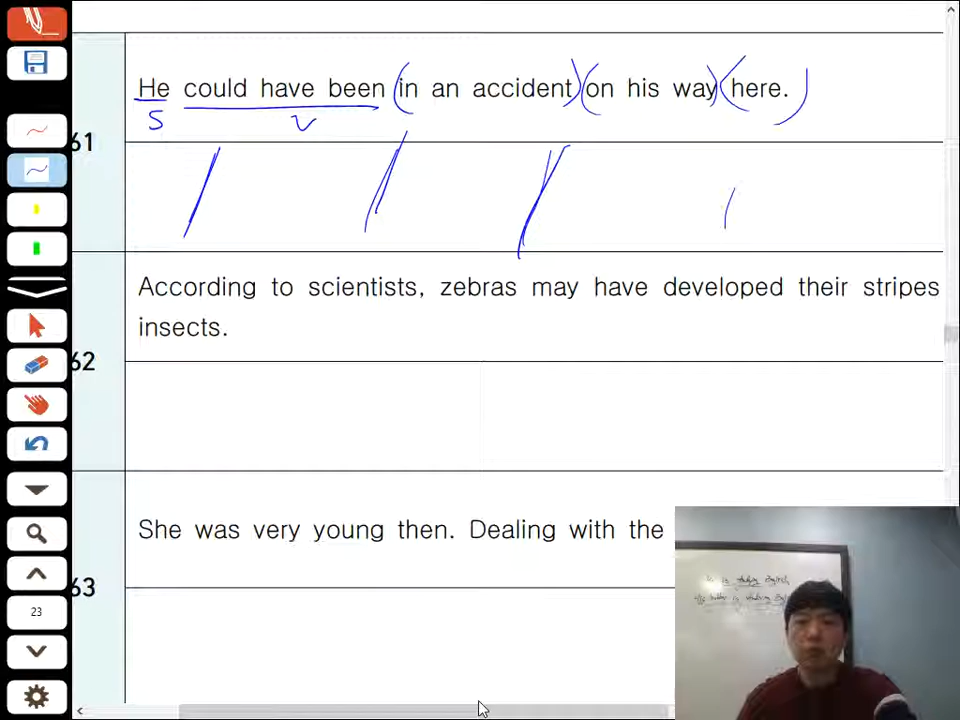 He could have been (in an accident)(on his way)(here.)
S V
61
According to scientists, zebras may have developed their stripes
insects.
62
She was very young then. Dealing with the
63
23